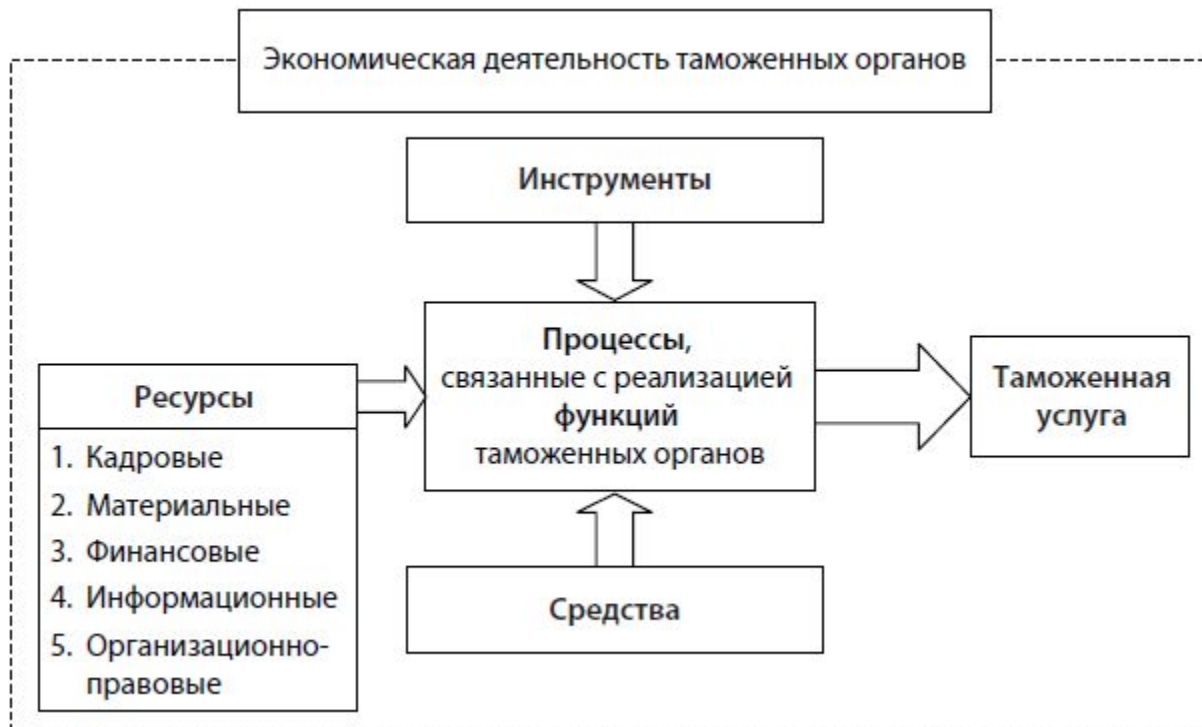 Экономическая деятельность таможенных органов
Инструменты
Процессы,
связанные с реализацией
функций
таможенных органов
Ресурсы
1. Кадровые
2. Материальные
3. Финансовые
4. Информационные
5. Организационно-
правовые
Средства
Таможенная
услуга